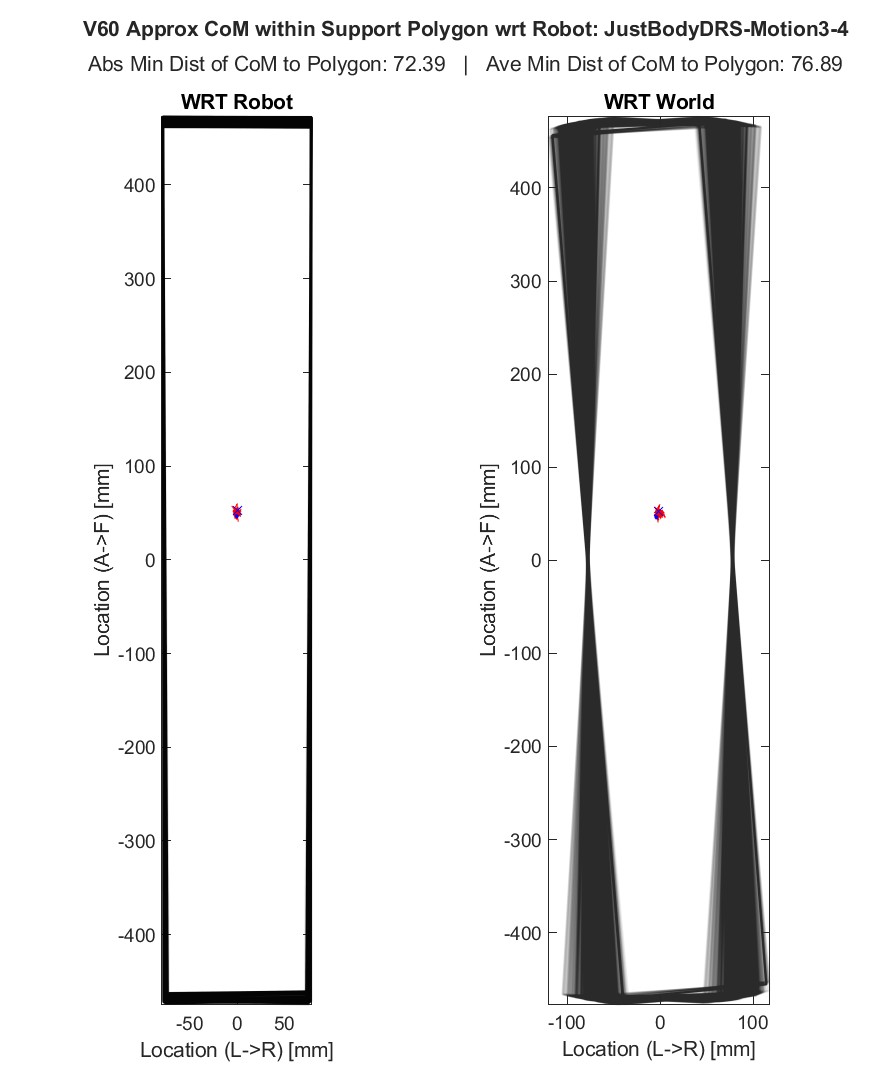 V60 Approx CoM within Support Polygon wrt Robot: JustBodyDRS-Motion3-4
Abs Min Dist of CoM to Polygon: 72.39 | Ave Min Dist of CoM to Polygon: 76.89
WRT Robot
400
300
200
100
0
-100
-200
-300
-400
Location (A->F) [mm]
-50 0 50
Location (L->R) [mm]
WRT World
400
300
200
100
0
-100
-200
-300
-400
Location (A->F) [mm]
-100 0 100
Location (L->R) [mm]